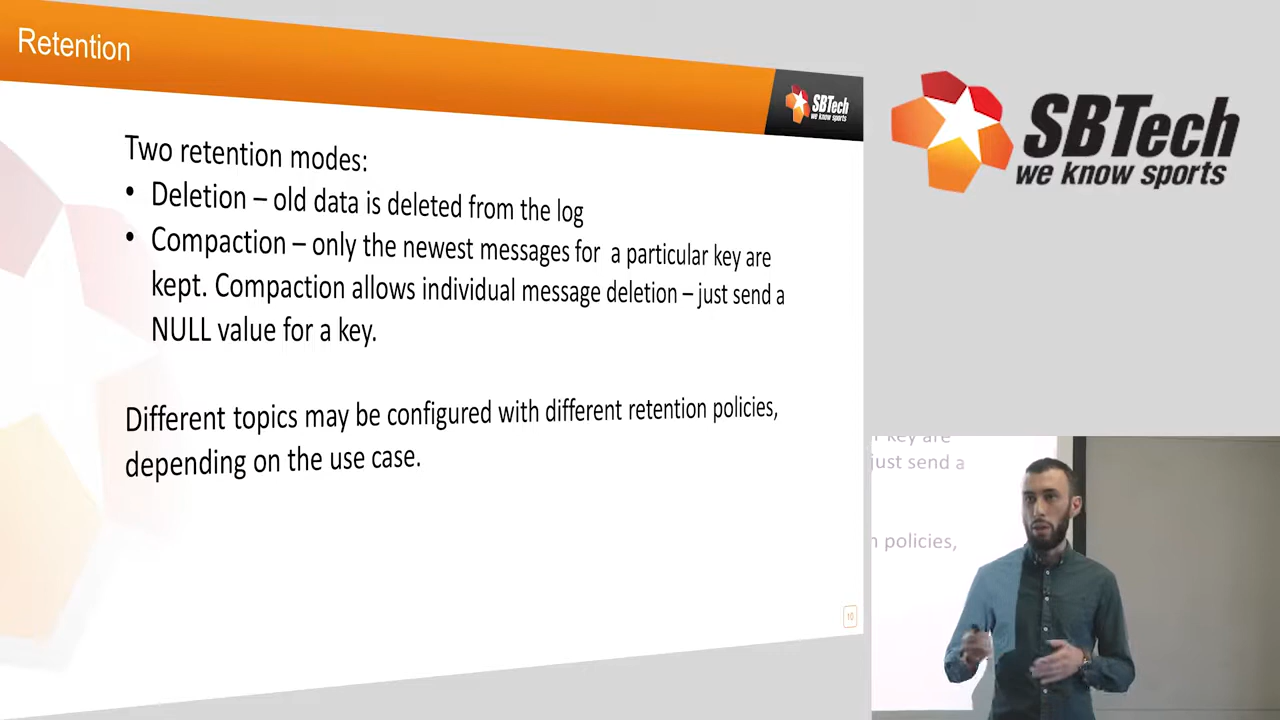 Retention
SBTech
we know sports
Two retention modes:
• Deletion – old data is deleted from the log
• Compaction – only the newest messages for a particular key are
kept. Compaction allows individual message deletion – just send a
NULL value for a key.
Different topics may be configured with different retention policies,
depending on the use case.
10
SBTech
we know sports
r key are
just send a
n policies,